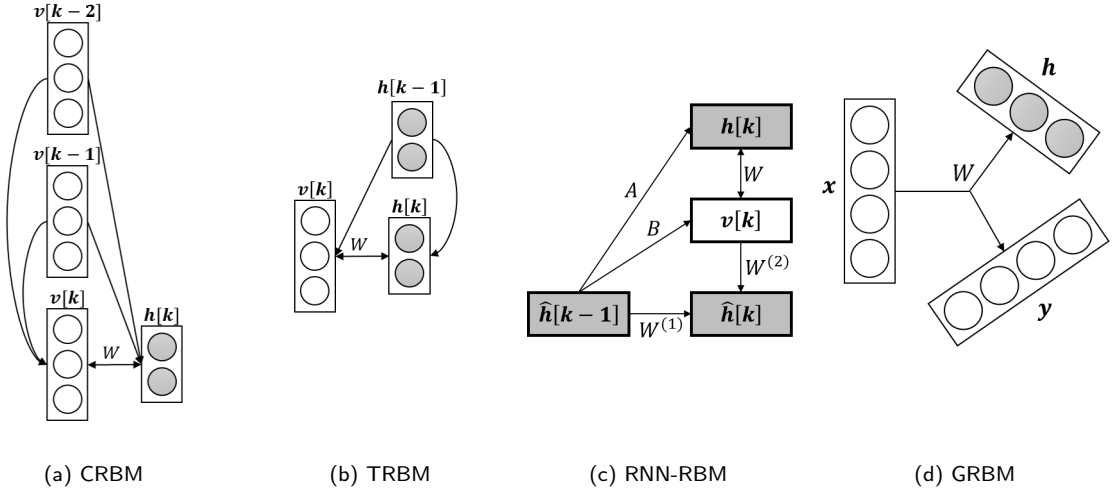 v[k−2]
v[k−1]
v[k]
W
h[k]
(a) CRBM
h[k−1]
v[k]
W
h[k]
(b) TRBM
h[k]
A
W
B
v[k]
W^(2)
ĥ[k−1]
W^(1)
ĥ[k]
(c) RNN-RBM
h
x
W
y
(d) GRBM